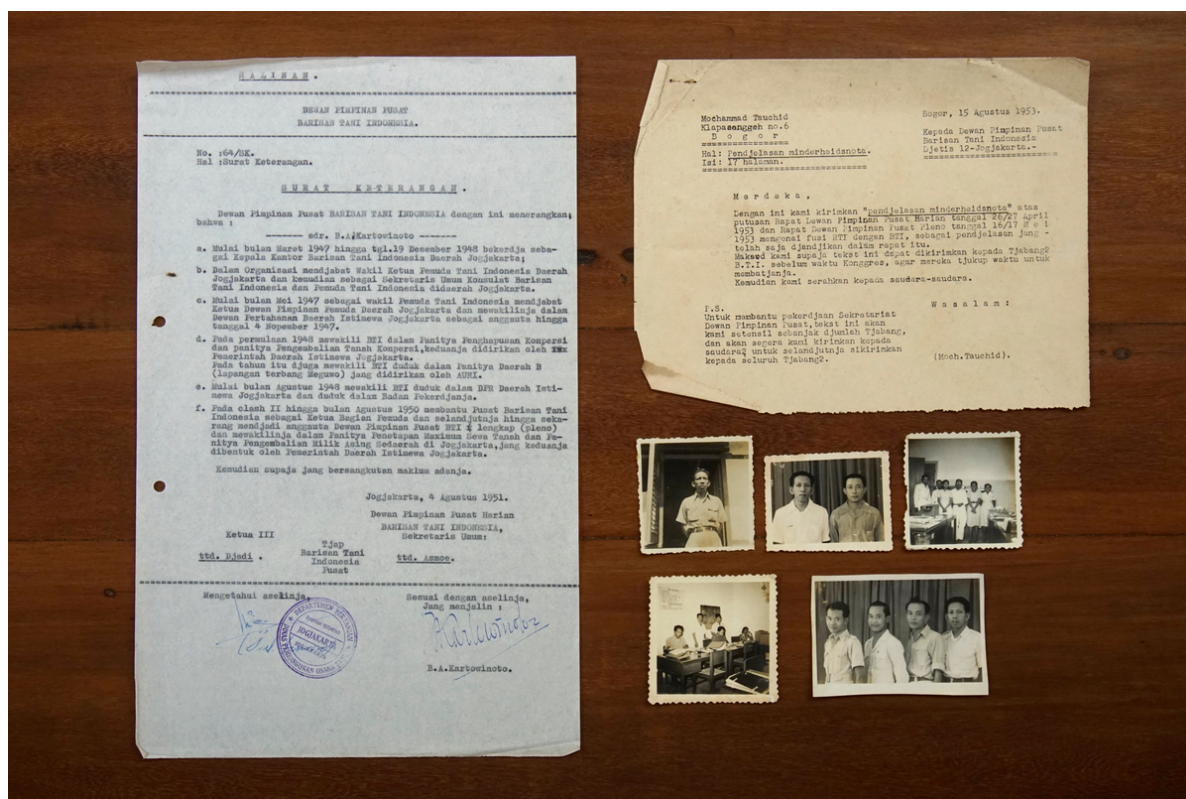 SALINAN.
DEWAN PIMPINAN PUSAT
BARISAN TANI INDONESIA.
No. :64/SK.
Hal :Surat Keterangan.
SURAT KETERANGAN.
Dewan Pimpinan Pusat BARISAN TANI INDONESIA dengan ini menerangkan,
bahwa :
------ sdr. B.A.Kartowinoto ------
a. Mulai bulan Maret 1947 hingga tgl.19 Desember 1948 bekerdja seba-
gai Kepala Kantor Barisan Tani Indonesia Daerah Jogjakarta;
b. Dalam Organisasi mendjabat Wakil Ketua Pemuda Tani Indonesia Daerah
Jogjakarta dan kemudian sebagai Sekretaris Umum Konsulat Barisan
Tani Indonesia dan Pemuda Tani Indonesia didaerah Jogjakarta.
c. Mulai bulan Mei 1947 sebagai wakil Pemuda Tani Indonesia mendjabat
Ketua Dewan Pimpinan Pemuda Daerah Jogjakarta dan mewakilinja dalam
Dewan Pertahanan Daerah Istimewa Jogjakarta sebagai anggauta hingga
tanggal 4 Nopember 1947.
d. Pada permulaan 1948 mewakili BTI dalam Panitya Penghapusan Konpersi
dan panitya Pengembalian Tanah Konpersi,keduanja didirikan oleh
Pemerintah Daerah Istimewa Jogjakarta.
Pada tahun itu djuga mewakili BTI duduk dalam Panitya Daerah B
(lapangan terbang Meguwo) jang didirikan oleh AURI.
e. Mulai bulan Agustus 1948 mewakili BTI duduk dalam DPR Daerah Isti-
mewa Jogjakarta dan duduk dalam Badan Pekerdjanja.
f. Pada clash II hingga bulan Agustus 1950 membantu Pusat Barisan Tani
Indonesia sebagai Ketua Bagian Pemuda dan selandjutnja hingga seka-
rang mendjadi anggauta Dewan Pimpinan Pusat BTI lengkap (pleno)
dan mewakilinja dalam Panitya Penetapan Maximum Sewa Tanah dan Pa-
nitya Pengembalian Milik Asing Sedaerah di Jogjakarta,jang keduanja
dibentuk oleh Pemerintah Daerah Istimewa Jogjakarta.
Kemudian supaja jang bersangkutan maklum adanja.
Jogjakarta, 4 Agustus 1951.
Dewan Pimpinan Pusat Harian
BARISAN TANI INDONESIA,
Ketua III Sekretaris Umum:
Tjap
Barisan Tani
Indonesia
Pusat
ttd. Djadi . ttd. Asmoe.
Mengetahui aselinja, Sesuai dengan aselinja,
Jang menjalin :
DEPARTEMEN PERTANIAN
JOGJAKARTA
B.A.Kartowinoto.
Mochammad Tauchid
Klapasenggeh no.6
Bogor
Hal: Pendjelasan minderheidsnota.
Isi: 17 halaman.
Bogor, 15 Agustus 1953.
Kepada Dewan Pimpinan Pusat
Barisan Tani Indonesia
Djetis 12-Jogjakarta.-
Merdeka,
Dengan ini kami kirimkan "pendjelasan minderheidsnota" atas
putusan Rapat Dewan Pimpinan Pusat Harian tanggal 26/27 April
1953 dan Rapat Dewan Pimpinan Pusat Pleno tanggal 16/17 Mei
1953 mengenai fusi RTI dengan BTI, sebagai pendjelasan jang -
telah saja djandjikan dalam rapat itu.
Maksud kami supaja tekst ini dapat dikirimkan kepada Tjabang2
B.T.I. sebelum waktu Konggres, agar mereka tjukup waktu untuk
membatjanja.
Kemudian kami serahkan kepada saudara-saudara.
Wasalam:
P.S.
Untuk membantu pekerdjaan Sekretariat
Dewan Pimpinan Pusat,tekst ini akan
kami setensil sebanjak djumlah Tjabang,
dan akan segera kami kirimkan kepada
saudara2 untuk selandjutnja sikirimkan
kepada seluruh Tjabang2.
(Moch.Tauchid).